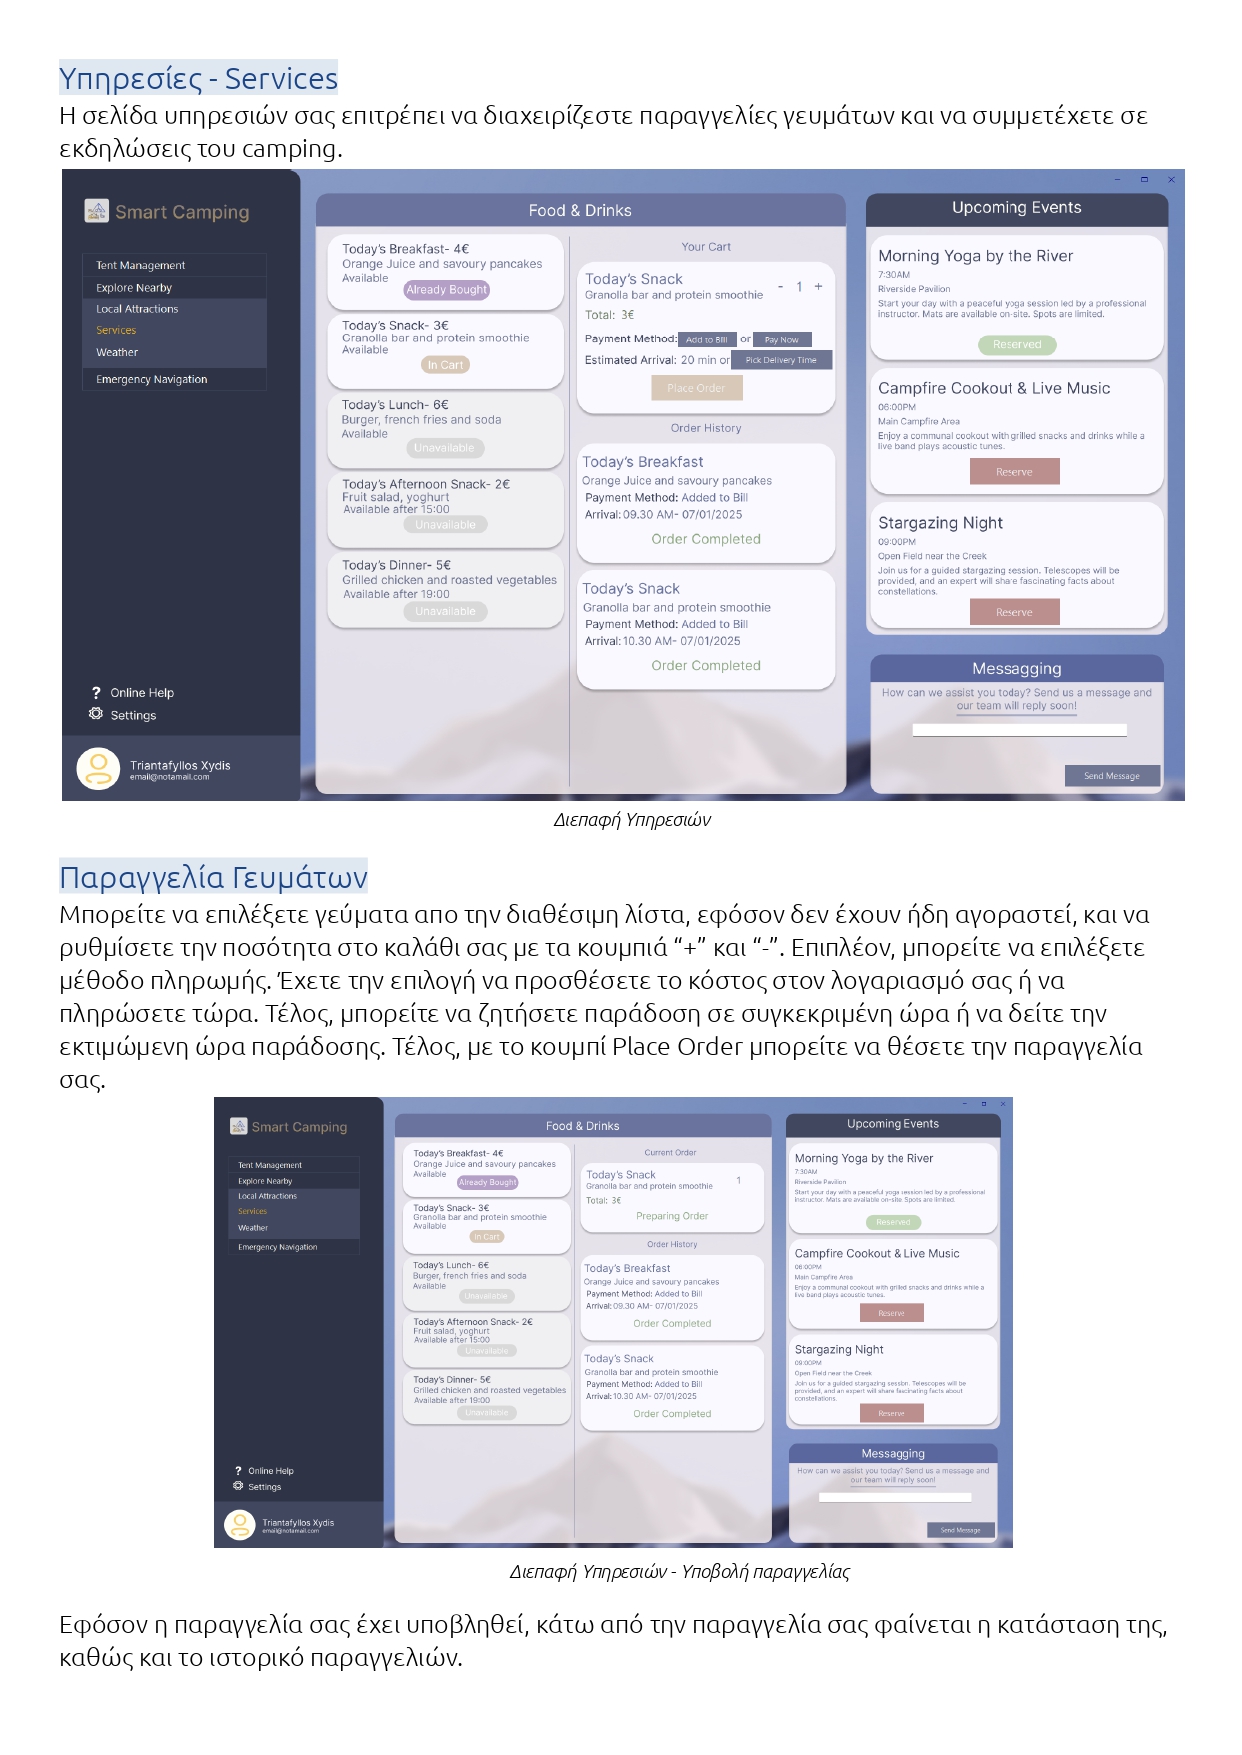 Υπηρεσίες - Services
Η σελίδα υπηρεσιών σας επιτρέπει να διαχειρίζεστε παραγγελίες γευμάτων και να συμμετέχετε σε
εκδηλώσεις του camping.
Smart Camping
Tent Management
Explore Nearby
Local Attractions
Services
Weather
Emergency Navigation
? Online Help
Settings
Triantafyllos Xydis
email@notamail.com
Food & Drinks
Today's Breakfast- 4€
Orange Juice and savoury pancakes
Available
Already Bought
Today's Snack- 3€
Granolla bar and protein smoothie
Available
In Cart
Today's Lunch- 6€
Burger, french fries and soda
Available
Unavailable
Today's Afternoon Snack- 2€
Fruit salad, yoghurt
Available after 15:00
Unavailable
Today's Dinner- 5€
Grilled chicken and roasted vegetables
Available after 19:00
Unavailable
Your Cart
Today's Snack
Granolla bar and protein smoothie
- 1 +
Total: 3€
Payment Method: Add to Bill or Pay Now
Estimated Arrival: 20 min or Pick Delivery Time
Place Order
Order History
Today's Breakfast
Orange Juice and savoury pancakes
Payment Method: Added to Bill
Arrival: 09.30 AM- 07/01/2025
Order Completed
Today's Snack
Granolla bar and protein smoothie
Payment Method: Added to Bill
Arrival: 10.30 AM- 07/01/2025
Order Completed
Upcoming Events
Morning Yoga by the River
7:30AM
Riverside Pavilion
Start your day with a peaceful yoga session led by a professional
instructor. Mats are available on-site. Spots are limited.
Reserved
Campfire Cookout & Live Music
06:00PM
Main Campfire Area
Enjoy a communal cookout with grilled snacks and drinks while a
live band plays acoustic tunes.
Reserve
Stargazing Night
09:00PM
Open Field near the Creek
Join us for a guided stargazing session. Telescopes will be
provided, and an expert will share fascinating facts about
constellations.
Reserve
Messagging
How can we assist you today? Send us a message and
our team will reply soon!
Send Message
Διεπαφή Υπηρεσιών
Παραγγελία Γευμάτων
Μπορείτε να επιλέξετε γεύματα απο την διαθέσιμη λίστα, εφόσον δεν έχουν ήδη αγοραστεί, και να
ρυθμίσετε την ποσότητα στο καλάθι σας με τα κουμπιά “+” και “-”. Επιπλέον, μπορείτε να επιλέξετε
μέθοδο πληρωμής. Έχετε την επιλογή να προσθέσετε το κόστος στον λογαριασμό σας ή να
πληρώσετε τώρα. Τέλος, μπορείτε να ζητήσετε παράδοση σε συγκεκριμένη ώρα ή να δείτε την
εκτιμώμενη ώρα παράδοσης. Τέλος, με το κουμπί Place Order μπορείτε να θέσετε την παραγγελία
σας.
Smart Camping
Tent Management
Explore Nearby
Local Attractions
Services
Weather
Emergency Navigation
? Online Help
Settings
Triantafyllos Xydis
email@notamail.com
Food & Drinks
Today's Breakfast- 4€
Orange Juice and savoury pancakes
Available
Already Bought
Today's Snack- 3€
Granolla bar and protein smoothie
Available
In Cart
Today's Lunch- 6€
Burger, french fries and soda
Available
Unavailable
Today's Afternoon Snack- 2€
Fruit salad, yoghurt
Available after 15:00
Unavailable
Today's Dinner- 5€
Grilled chicken and roasted vegetables
Available after 19:00
Unavailable
Current Order
Today's Snack
Granolla bar and protein smoothie
1
Total: 3€
Preparing Order
Order History
Today's Breakfast
Orange Juice and savoury pancakes
Payment Method: Added to Bill
Arrival: 09.30 AM- 07/01/2025
Order Completed
Today's Snack
Granolla bar and protein smoothie
Payment Method: Added to Bill
Arrival: 10.30 AM- 07/01/2025
Order Completed
Upcoming Events
Morning Yoga by the River
7:30AM
Riverside Pavilion
Start your day with a peaceful yoga session led by a professional
instructor. Mats are available on-site. Spots are limited.
Reserved
Campfire Cookout & Live Music
06:00PM
Main Campfire Area
Enjoy a communal cookout with grilled snacks and drinks while a
live band plays acoustic tunes.
Reserve
Stargazing Night
09:00PM
Open Field near the Creek
Join us for a guided stargazing session. Telescopes will be
provided, and an expert will share fascinating facts about
constellations.
Reserve
Messagging
How can we assist you today? Send us a message and
our team will reply soon!
Send Message
Διεπαφή Υπηρεσιών - Υποβολή παραγγελίας
Εφόσον η παραγγελία σας έχει υποβληθεί, κάτω από την παραγγελία σας φαίνεται η κατάσταση της,
καθώς και το ιστορικό παραγγελιών.